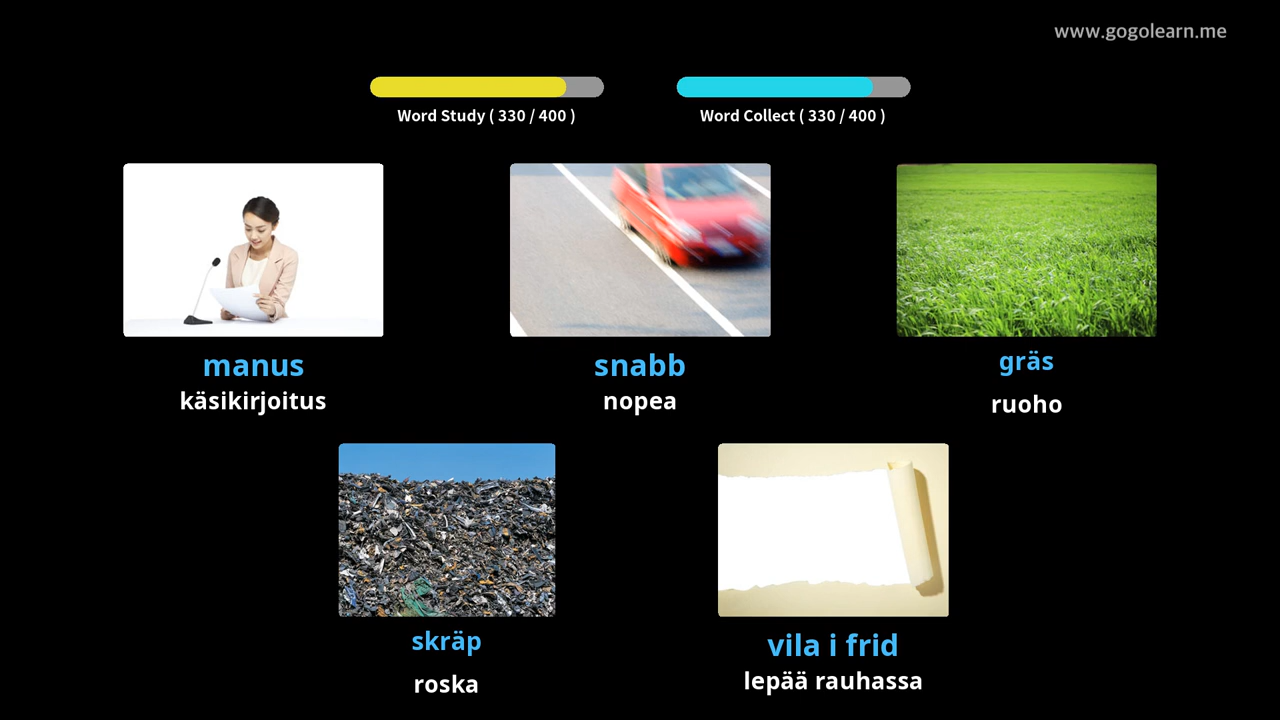 www.gogolearn.me
Word Study ( 330 / 400 )
Word Collect ( 330 / 400 )
manus
käsikirjoitus
snabb
nopea
gräs
ruoho
skräp
roska
vila i frid
lepää rauhassa